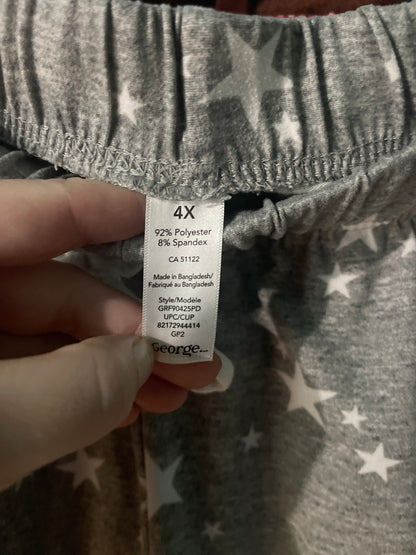 4X
92% Polyester
8% Spandex
CA 51122
Made in Bangladesh/
Fabriqué au Bangladesh
Style/Modèle
GRF90425PD
UPC/CUP
82172944414
GP2
George